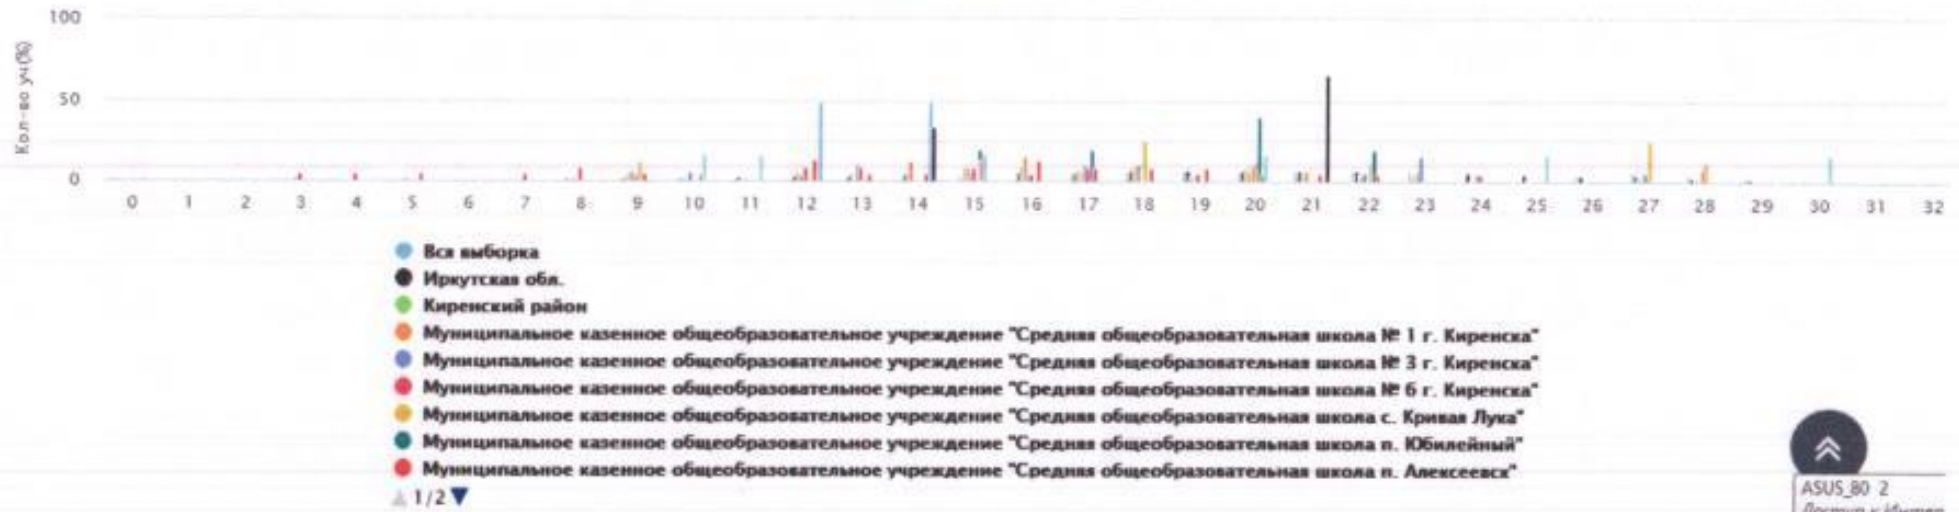 100
Кол-во уч(%)
50
0
0 1 2 3 4 5 6 7 8 9 10 11 12 13 14 15 16 17 18 19 20 21 22 23 24 25 26 27 28 29 30 31 32
Вся выборка
Иркутская обл.
Киренский район
Муниципальное казенное общеобразовательное учреждение "Средняя общеобразовательная школа № 1 г. Киренска"
Муниципальное казенное общеобразовательное учреждение "Средняя общеобразовательная школа № 3 г. Киренска"
Муниципальное казенное общеобразовательное учреждение "Средняя общеобразовательная школа № 6 г. Киренска"
Муниципальное казенное общеобразовательное учреждение "Средняя общеобразовательная школа с. Кривая Лука"
Муниципальное казенное общеобразовательное учреждение "Средняя общеобразовательная школа п. Юбилейный"
Муниципальное казенное общеобразовательное учреждение "Средняя общеобразовательная школа п. Алексеевск"
1/2
ASUS_80 2
Доступ к